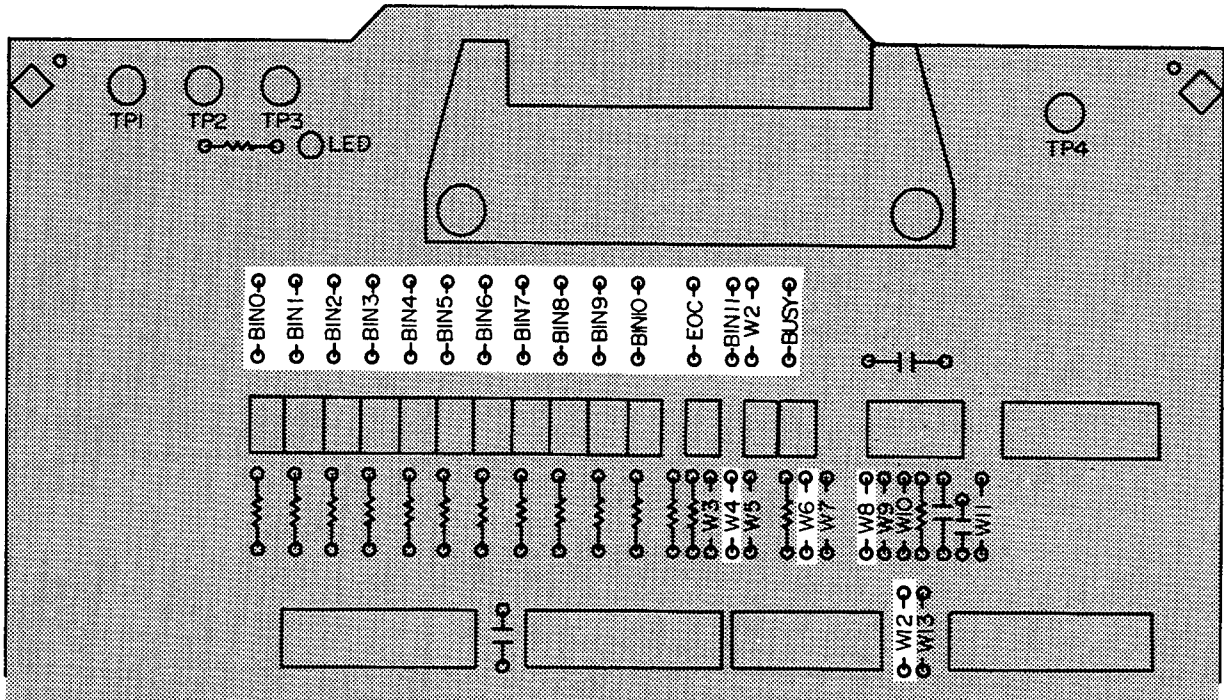 TP1 TP2 TP3
LED
TP4
BIN0 BIN1 BIN2 BIN3 BIN4 BIN5 BIN6 BIN7 BIN8 BIN9 BIN10 EOC BIN11 W2 BUSY
W3 W4 W5 W6 W7 W8 W9 W10 W11
W12 W13